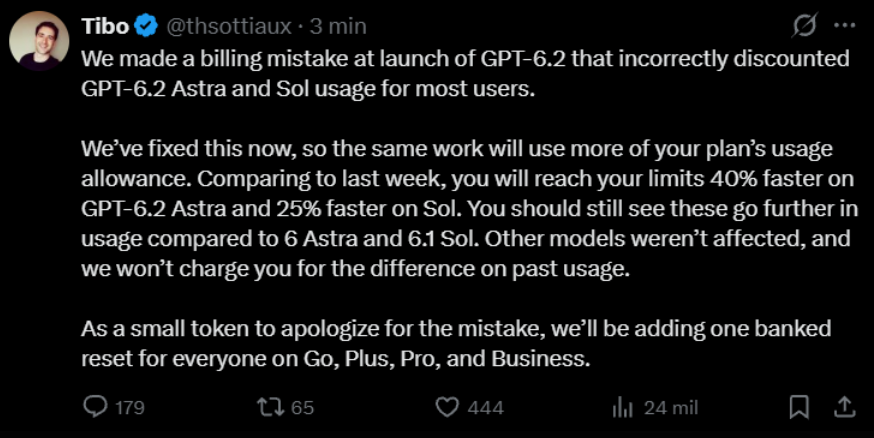 Tibo @thsottiaux · 3 min
We made a billing mistake at launch of GPT-6.2 that incorrectly discounted
GPT-6.2 Astra and Sol usage for most users.
We’ve fixed this now, so the same work will use more of your plan’s usage
allowance. Comparing to last week, you will reach your limits 40% faster on
GPT-6.2 Astra and 25% faster on Sol. You should still see these go further in
usage compared to 6 Astra and 6.1 Sol. Other models weren’t affected, and
we won’t charge you for the difference on past usage.
As a small token to apologize for the mistake, we’ll be adding one banked
reset for everyone on Go, Plus, Pro, and Business.
179 65 444 24 mil